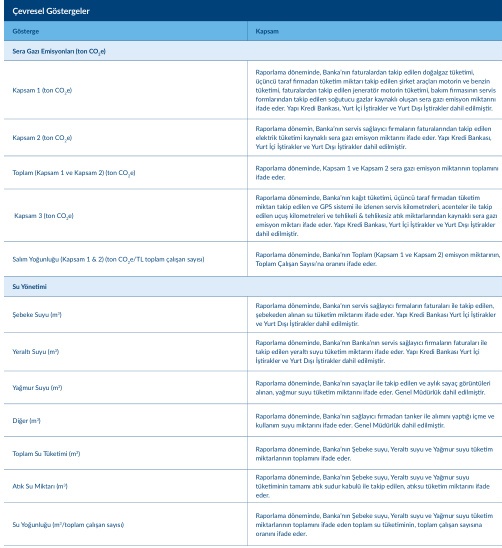 Çevresel Göstergeler
Gösterge
Kapsam
Sera Gazı Emisyonları (ton CO₂e)
Kapsam 1 (ton CO₂e)
Raporlama döneminde, Banka'nın faturalardan takip edilen doğalgaz tüketimi,
üçüncü taraf firmadan tüketim miktarı takip edilen şirket araçları motorin ve benzin
tüketimi, faturalardan takip edilen jeneratör motorin tüketimi, bakım firmasının servis
formlarından takip edilen soğutucu gazlar kaynaklı oluşan sera gazı emisyon miktarını
ifade eder. Yapı Kredi Bankası, Yurt İçi İştirakler ve Yurt Dışı İştirakler dahil edilmiştir.
Kapsam 2 (ton CO₂e)
Raporlama dönemin, Banka'nın servis sağlayıcı firmaların faturalarından takip edilen
elektrik tüketimi kaynaklı sera gazı emisyon miktarını ifade eder. Yapı Kredi Bankası,
Yurt İçi İştirakler ve Yurt Dışı İştirakler dahil edilmiştir.
Toplam (Kapsam 1 ve Kapsam 2) (ton CO₂e)
Raporlama döneminde, Kapsam 1 ve Kapsam 2 sera gazı emisyon miktarının toplamını
ifade eder.
Kapsam 3 (ton CO₂e)
Raporlama döneminde, Banka'nın kağıt tüketimi, üçüncü taraf firmadan tüketim
miktarı takip edilen ve GPS sistemi ile izlenen servis kilometreleri, acenteler ile takip
edilen uçuş kilometreleri ve tehlikeli & tehlikesiz atık miktarlarından kaynaklı sera gazı
emisyon miktarı ifade eder. Yapı Kredi Bankası, Yurt İçi İştirakler ve Yurt Dışı İştirakler
dahil edilmiştir.
Salım Yoğunluğu (Kapsam 1 & 2) (ton CO₂e/TL toplam çalışan sayısı)
Raporlama döneminde, Banka'nın Toplam (Kapsam 1 ve Kapsam 2) emisyon miktarının,
Toplam Çalışan Sayısı'na oranını ifade eder.
Su Yönetimi
Şebeke Suyu (m³)
Raporlama döneminde, Banka'nın servis sağlayıcı firmaların faturaları ile takip edilen,
şebekeden alınan su tüketim miktarını ifade eder. Yapı Kredi Bankası Yurt İçi İştirakler
ve Yurt Dışı İştirakler dahil edilmiştir.
Yeraltı Suyu (m³)
Raporlama döneminde, Banka'nın Banka'nın servis sağlayıcı firmaların faturaları ile
takip edilen yeraltı suyu tüketim miktarını ifade eder. Yapı Kredi Bankası Yurt İçi İştirakler
ve Yurt Dışı İştirakler dahil edilmiştir.
Yağmur Suyu (m³)
Raporlama döneminde, Banka'nın sayaçlar ile takip edilen ve aylık sayaç görüntüleri
alınan, yağmur suyu tüketim miktarını ifade eder. Genel Müdürlük dahil edilmiştir.
Diğer (m³)
Raporlama döneminde, Banka'nın sağlayıcı firmadan tanker ile alımını yaptığı içme ve
kullanım suyu miktarını ifade eder. Genel Müdürlük dahil edilmiştir.
Toplam Su Tüketimi (m³)
Raporlama döneminde, Banka'nın Şebeke suyu, Yeraltı suyu ve Yağmur suyu tüketim
miktarlarının toplamını ifade eder.
Atık Su Miktarı (m³)
Raporlama döneminde, Banka'nın Şebeke suyu, Yeraltı suyu ve Yağmur suyu
tüketiminin tamamı atık sudur kabulü ile takip edilen, atıksu tüketim miktarını ifade
eder.
Su Yoğunluğu (m³/toplam çalışan sayısı)
Raporlama döneminde, Banka'nın Şebeke suyu, Yeraltı suyu ve Yağmur suyu tüketim
miktarlarının toplamını ifade eden toplam su tüketiminin, toplam çalışan sayısına
oranını ifade eder.